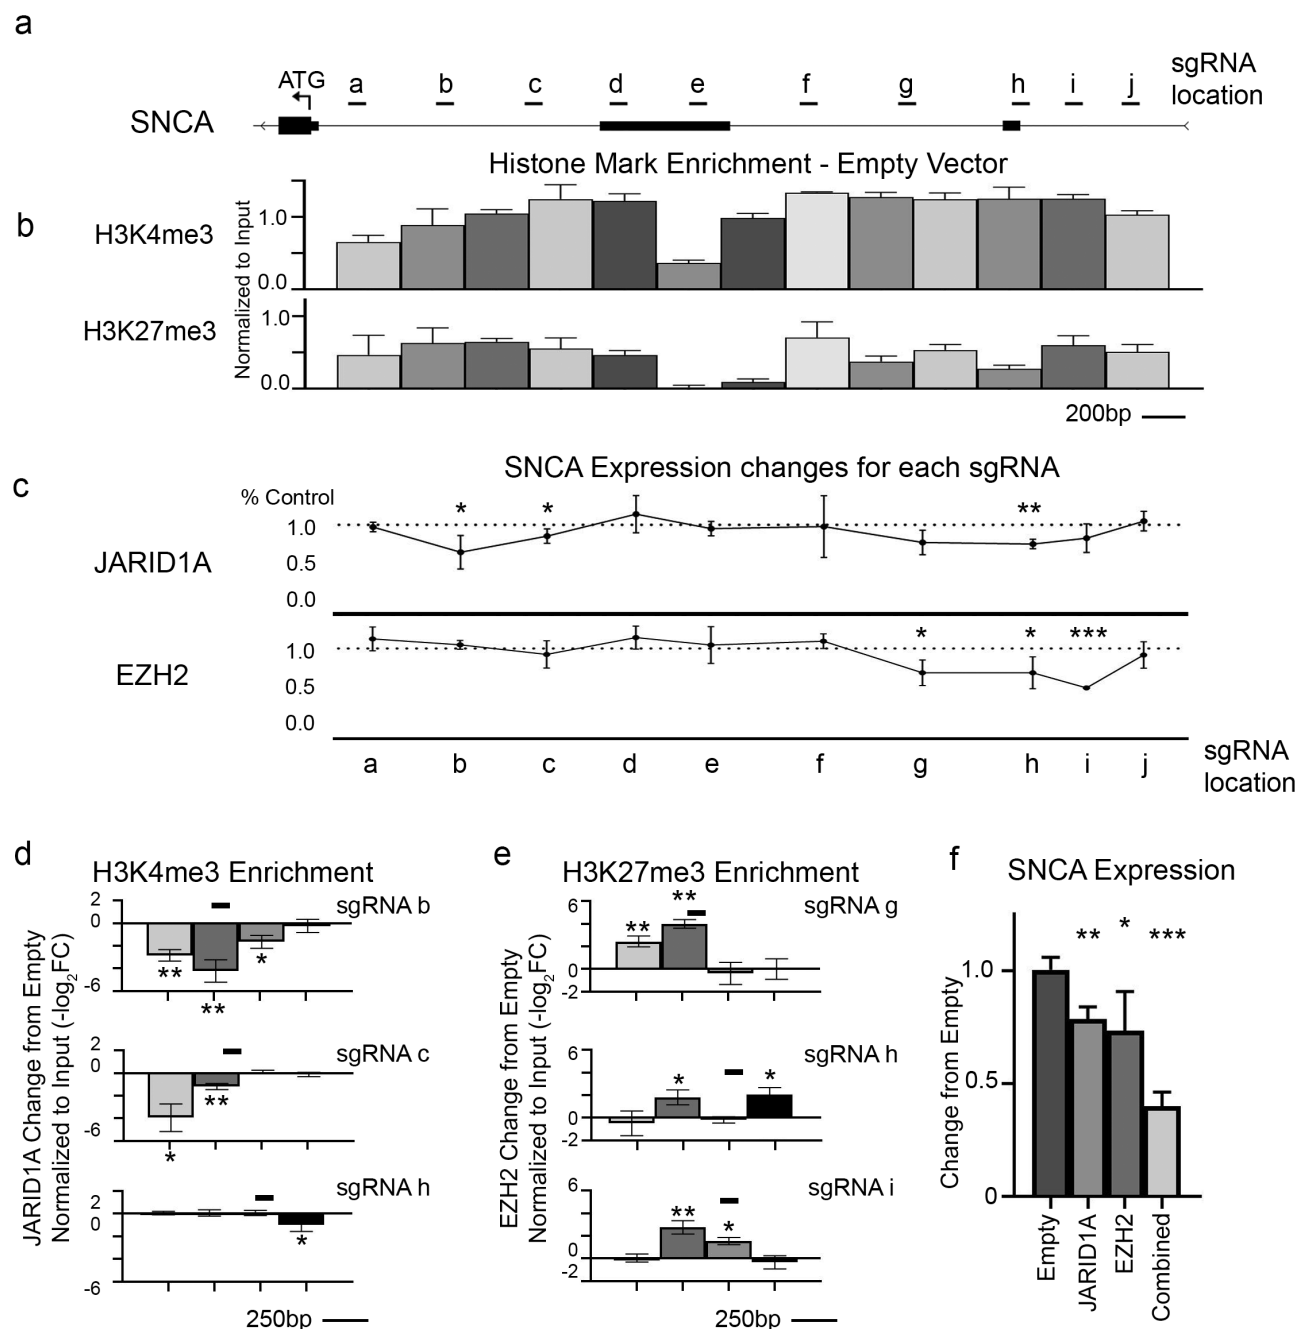 a
ATG a b c d e f g h i j sgRNA
location
SNCA
Histone Mark Enrichment - Empty Vector
b
H3K4me3
Normalized to Input
1.0
0.0
H3K27me3
1.0
0.0
200bp
c
SNCA Expression changes for each sgRNA
% Control
* * **
1.0
0.5
0.0
JARID1A
* * ***
1.0
0.5
0.0
EZH2
a b c d e f g h i j sgRNA
location
d
H3K4me3 Enrichment
JARID1A Change from Empty
Normalized to Input (-log2FC)
2
0
-6
sgRNA b
** ** *
2
0
-6
sgRNA c
* **
2
0
-6
sgRNA h
*
250bp
e
H3K27me3 Enrichment
EZH2 Change from Empty
Normalized to Input (-log2FC)
6
0
-2
sgRNA g
** **
6
0
-2
sgRNA h
* *
6
0
-2
sgRNA i
** *
250bp
f
SNCA Expression
Change from Empty
** * ***
1.0
0.5
0
Empty
JARID1A
EZH2
Combined